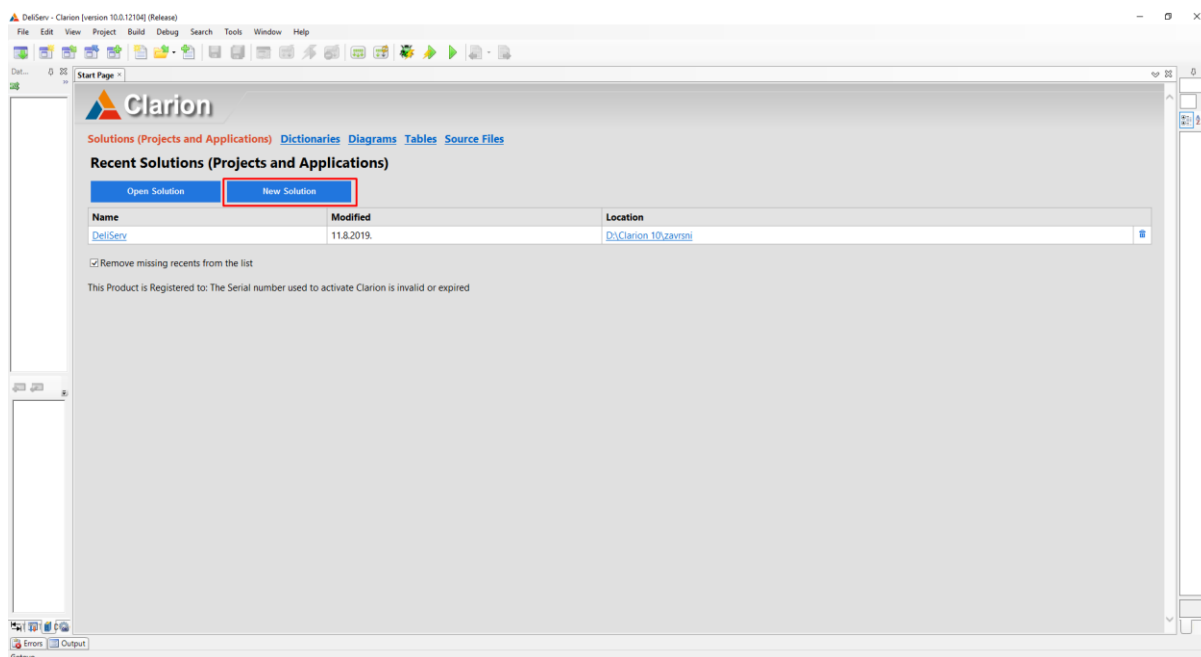 DeliServ - Clarion [version 10.0.12104] (Release)
File Edit View Project Build Debug Search Tools Window Help
Dat...
Start Page
Clarion
Solutions (Projects and Applications) Dictionaries Diagrams Tables Source Files
Recent Solutions (Projects and Applications)
Open Solution New Solution
Name Modified Location
DeliServ 11.8.2019. D:\Clarion 10\zavrsni
Remove missing recents from the list
This Product is Registered to: The Serial number used to activate Clarion is invalid or expired
Errors Output